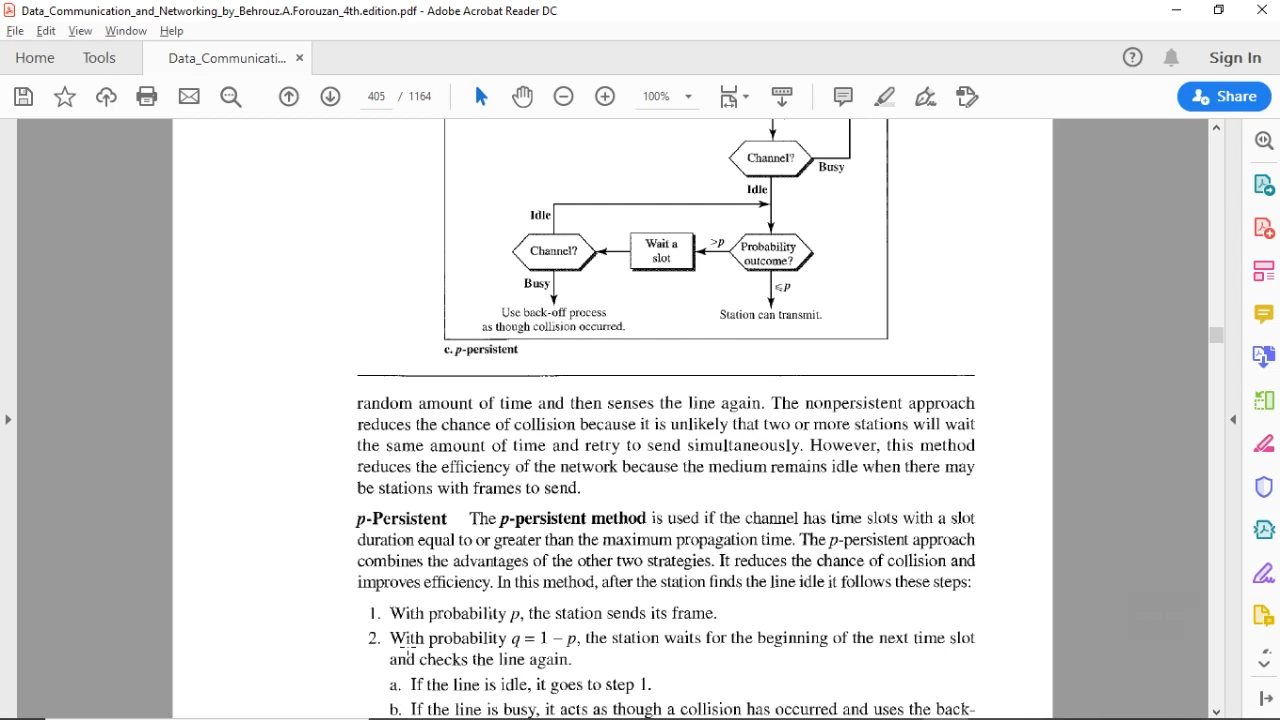 Data_Communication_and_Networking_by_Behrouz.A.Forouzan_4th.edition.pdf - Adobe Acrobat Reader DC
File Edit View Window Help
Home Tools Data_Communicati... × Sign In
405 / 1164 100% Share
Channel?
Busy
Idle
Idle
Channel?
Wait a
slot
>p
Probability
outcome?
Busy
⩽p
Use back-off process
as though collision occurred.
Station can transmit.
c. p-persistent
random amount of time and then senses the line again. The nonpersistent approach
reduces the chance of collision because it is unlikely that two or more stations will wait
the same amount of time and retry to send simultaneously. However, this method
reduces the efficiency of the network because the medium remains idle when there may
be stations with frames to send.
p-Persistent The p-persistent method is used if the channel has time slots with a slot
duration equal to or greater than the maximum propagation time. The p-persistent approach
combines the advantages of the other two strategies. It reduces the chance of collision and
improves efficiency. In this method, after the station finds the line idle it follows these steps:
1. With probability p, the station sends its frame.
2. With probability q = 1 − p, the station waits for the beginning of the next time slot
and checks the line again.
a. If the line is idle, it goes to step 1.
b. If the line is busy, it acts as though a collision has occurred and uses the back-